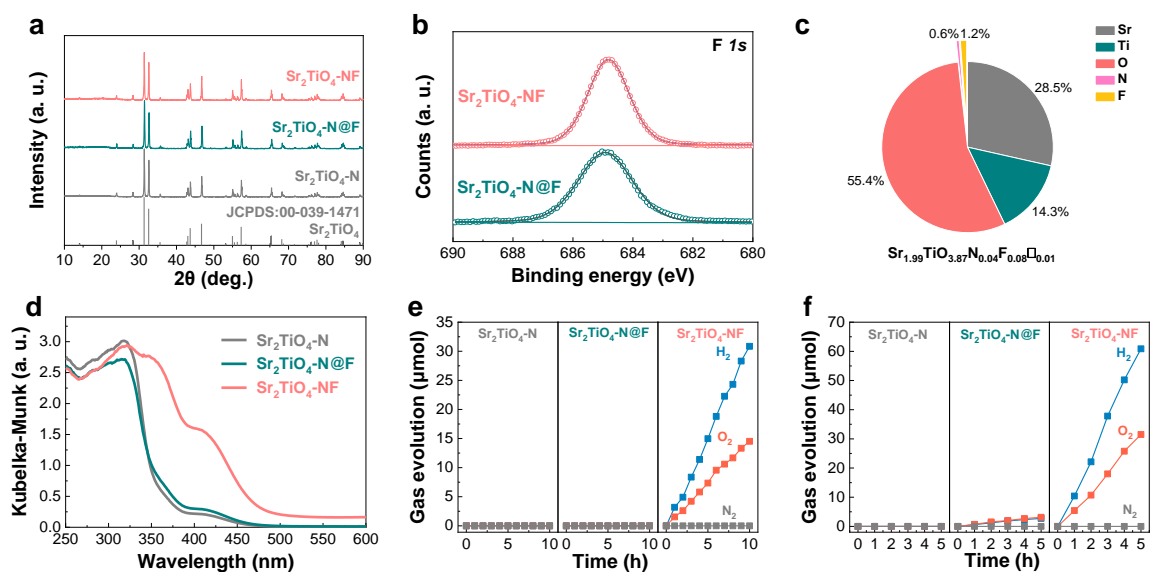 a
Intensity (a. u.)
Sr₂TiO₄-NF
Sr₂TiO₄-N@F
Sr₂TiO₄-N
JCPDS:00-039-1471
Sr₂TiO₄
10 20 30 40 50 60 70 80 90
2θ (deg.)
b
Counts (a. u.)
F 1s
Sr₂TiO₄-NF
Sr₂TiO₄-N@F
690 688 686 684 682 680
Binding energy (eV)
c
0.6% 1.2%
28.5%
14.3%
55.4%
Sr
Ti
O
N
F
Sr₁.₉₉TiO₃.₈₇N₀.₀₄F₀.₀₈□₀.₀₁
d
Kubelka-Munk (a. u.)
3.0
2.5
2.0
1.5
1.0
0.5
0.0
Sr₂TiO₄-N
Sr₂TiO₄-N@F
Sr₂TiO₄-NF
250 300 350 400 450 500 550 600
Wavelength (nm)
e
Gas evolution (μmol)
35
30
25
20
15
10
5
0
Sr₂TiO₄-N Sr₂TiO₄-N@F Sr₂TiO₄-NF
H₂
O₂
N₂
0 5 10 0 5 10 0 5 10
Time (h)
f
Gas evolution (μmol)
70
60
50
40
30
20
10
0
Sr₂TiO₄-N Sr₂TiO₄-N@F Sr₂TiO₄-NF
H₂
O₂
N₂
0 1 2 3 4 5 0 1 2 3 4 5 0 1 2 3 4 5
Time (h)